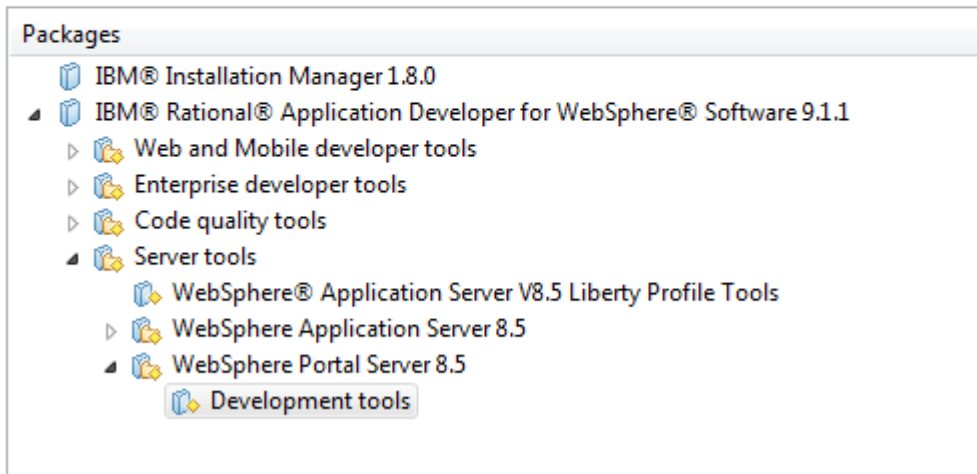 Packages
IBM® Installation Manager 1.8.0
IBM® Rational® Application Developer for WebSphere® Software 9.1.1
Web and Mobile developer tools
Enterprise developer tools
Code quality tools
Server tools
WebSphere® Application Server V8.5 Liberty Profile Tools
WebSphere Application Server 8.5
WebSphere Portal Server 8.5
Development tools